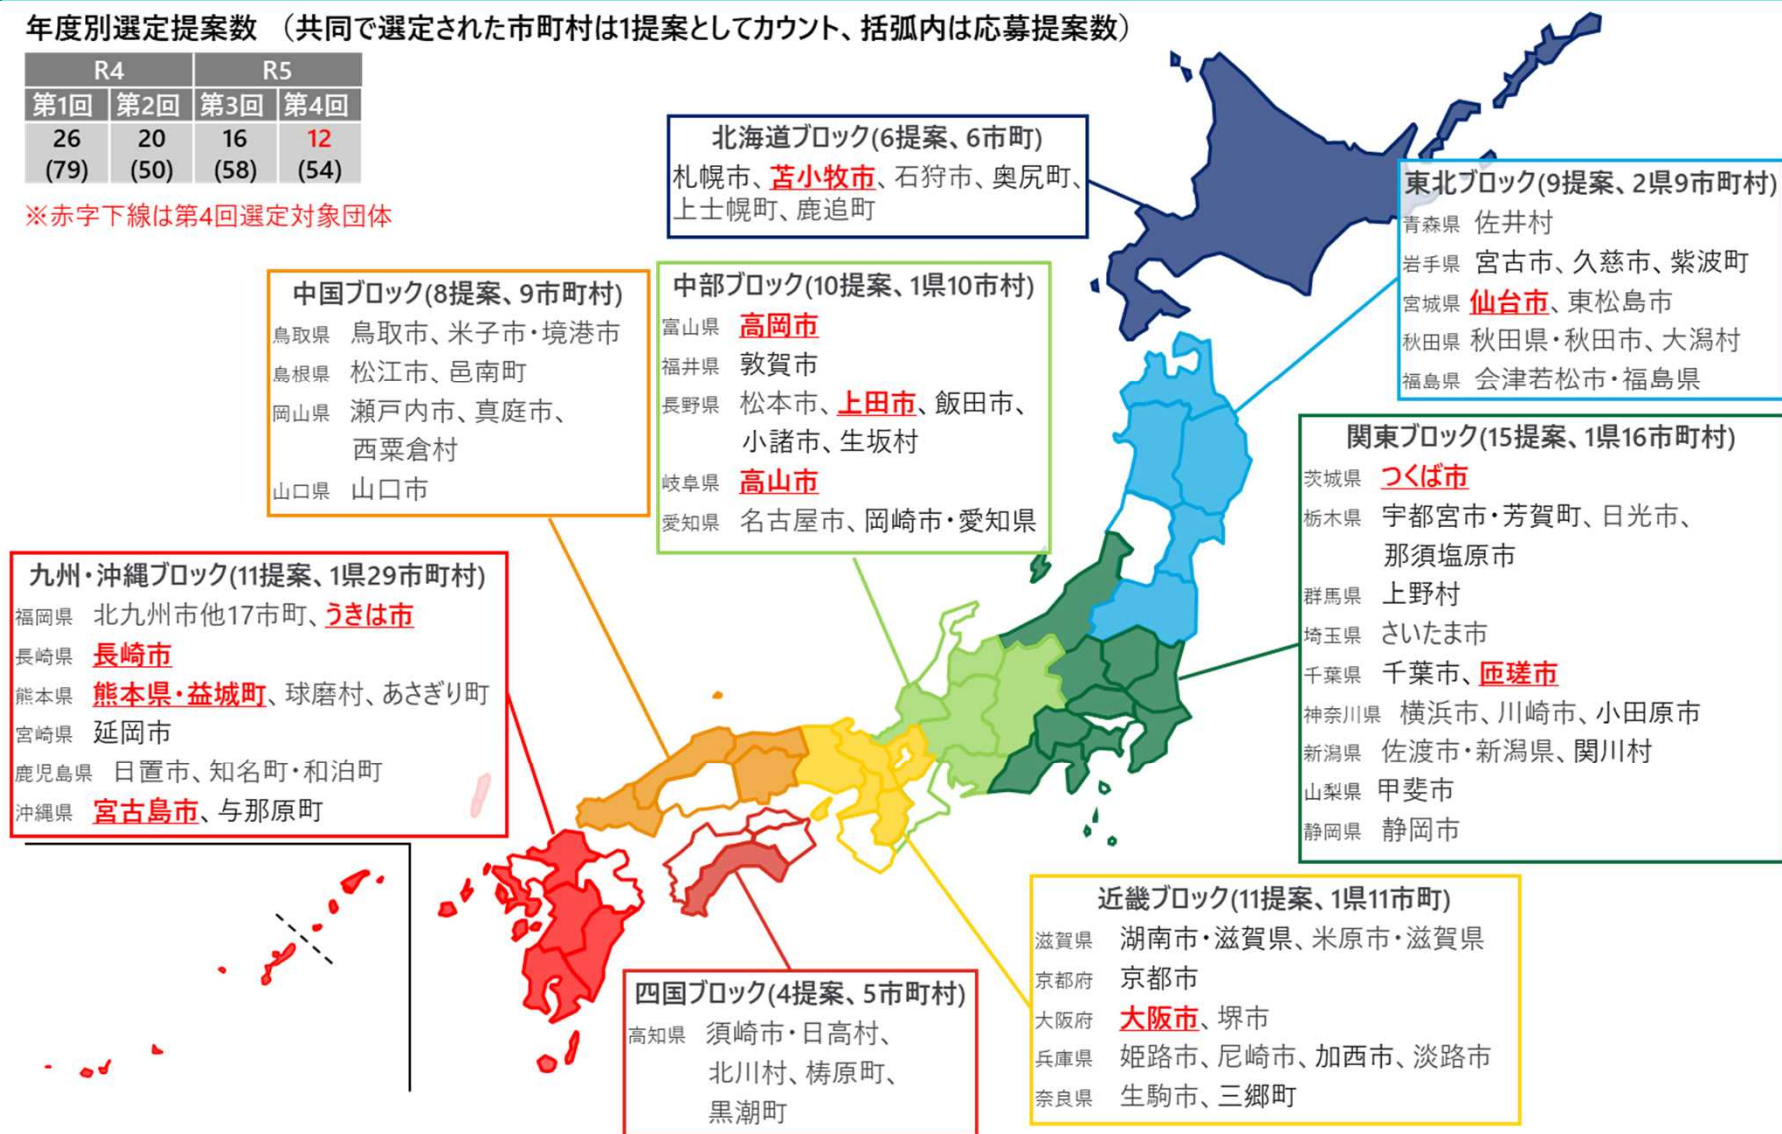 年度別選定提案数 (共同で選定された市町村は1提案としてカウント、括弧内は応募提案数)
R4 R5
第1回 第2回 第3回 第4回
26 20 16 12
(79) (50) (58) (54)
※赤字下線は第4回選定対象団体
北海道ブロック(6提案、6市町)
札幌市、苫小牧市、石狩市、奥尻町、
上士幌町、鹿追町
東北ブロック(9提案、2県9市町村)
青森県 佐井村
岩手県 宮古市、久慈市、紫波町
宮城県 仙台市、東松島市
秋田県 秋田県・秋田市、大潟村
福島県 会津若松市・福島県
中国ブロック(8提案、9市町村)
鳥取県 鳥取市、米子市・境港市
島根県 松江市、邑南町
岡山県 瀬戸内市、真庭市、
西粟倉村
山口県 山口市
中部ブロック(10提案、1県10市村)
富山県 高岡市
福井県 敦賀市
長野県 松本市、上田市、飯田市、
小諸市、生坂村
岐阜県 高山市
愛知県 名古屋市、岡崎市・愛知県
関東ブロック(15提案、1県16市町村)
茨城県 つくば市
栃木県 宇都宮市・芳賀町、日光市、
那須塩原市
群馬県 上野村
埼玉県 さいたま市
千葉県 千葉市、匝瑳市
神奈川県 横浜市、川崎市、小田原市
新潟県 佐渡市・新潟県、関川村
山梨県 甲斐市
静岡県 静岡市
九州・沖縄ブロック(11提案、1県29市町村)
福岡県 北九州市他17市町、うきは市
長崎県 長崎市
熊本県 熊本県・益城町、球磨村、あさぎり町
宮崎県 延岡市
鹿児島県 日置市、知名町・和泊町
沖縄県 宮古島市、与那原町
近畿ブロック(11提案、1県11市町)
滋賀県 湖南市・滋賀県、米原市・滋賀県
京都府 京都市
大阪府 大阪市、堺市
兵庫県 姫路市、尼崎市、加西市、淡路市
奈良県 生駒市、三郷町
四国ブロック(4提案、5市町村)
高知県 須崎市・日高村、
北川村、梼原町、
黒潮町